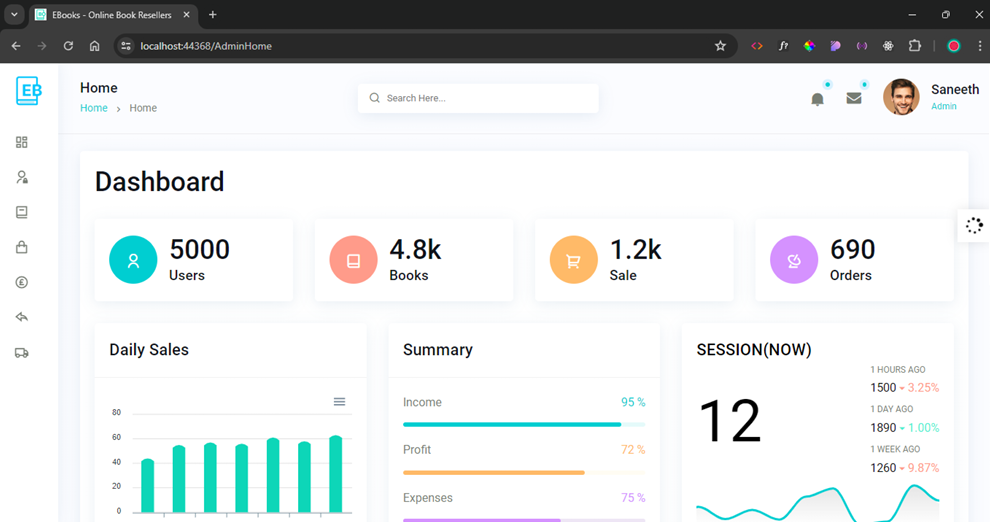 EBooks - Online Book Resellers
localhost:44368/AdminHome
f?
EB
Home
Home > Home
Search Here...
Saneeth
Admin
Dashboard
5000
Users
4.8k
Books
1.2k
Sale
690
Orders
Daily Sales
80
60
40
20
0
Summary
Income 95 %
Profit 72 %
Expenses 75 %
SESSION(NOW)
12
1 HOURS AGO
1500 3.25%
1 DAY AGO
1890 1.00%
1 WEEK AGO
1260 9.87%